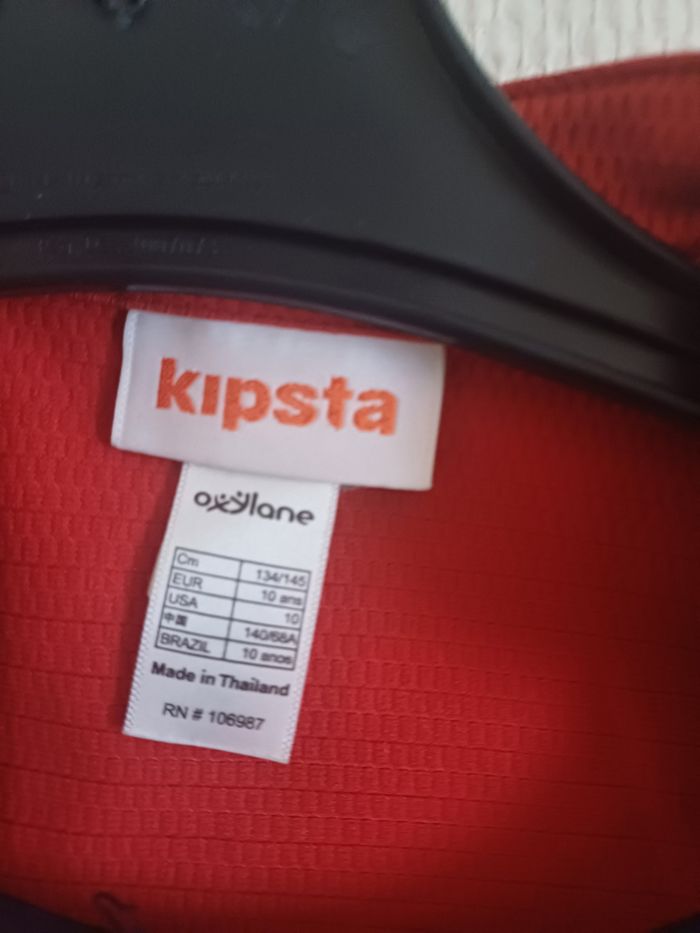 kipsta
oxylane
Cm 134/145
EUR 10 ans
USA 10
中国 140/68A
BRAZIL 10 anos
Made in Thailand
RN # 106987